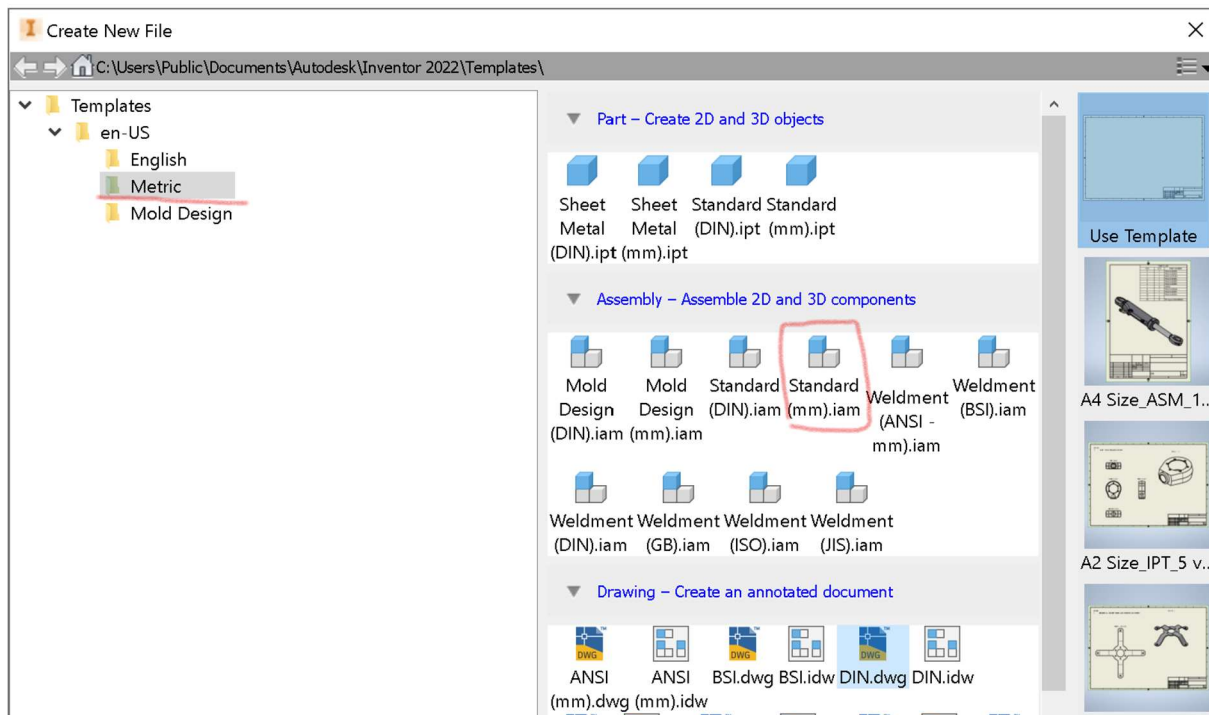 Create New File
C:\Users\Public\Documents\Autodesk\Inventor 2022\Templates\
Templates
en-US
English
Metric
Mold Design
Part – Create 2D and 3D objects
Sheet Metal (DIN).ipt
Sheet Metal (mm).ipt
Standard (DIN).ipt
Standard (mm).ipt
Assembly – Assemble 2D and 3D components
Mold Design (DIN).iam
Mold Design (mm).iam
Standard (DIN).iam
Standard (mm).iam
Weldment (ANSI - mm).iam
Weldment (BSI).iam
Weldment (DIN).iam
Weldment (GB).iam
Weldment (ISO).iam
Weldment (JIS).iam
Drawing – Create an annotated document
DWG
ANSI (mm).dwg
ANSI (mm).idw
DWG
BSI.dwg
BSI.idw
DWG
DIN.dwg
DIN.idw
Use Template
A4 Size_ASM_1...
A2 Size_IPT_5 v...